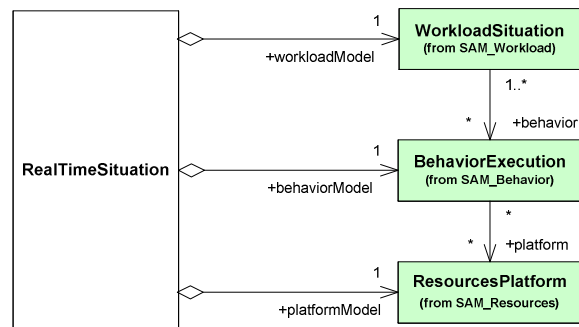 1
WorkloadSituation
(from SAM_Workload)
+workloadModel
1..*
*
+behavior
1
BehaviorExecution
(from SAM_Behavior)
RealTimeSituation
+behaviorModel
*
*
+platform
1
ResourcesPlatform
(from SAM_Resources)
+platformModel